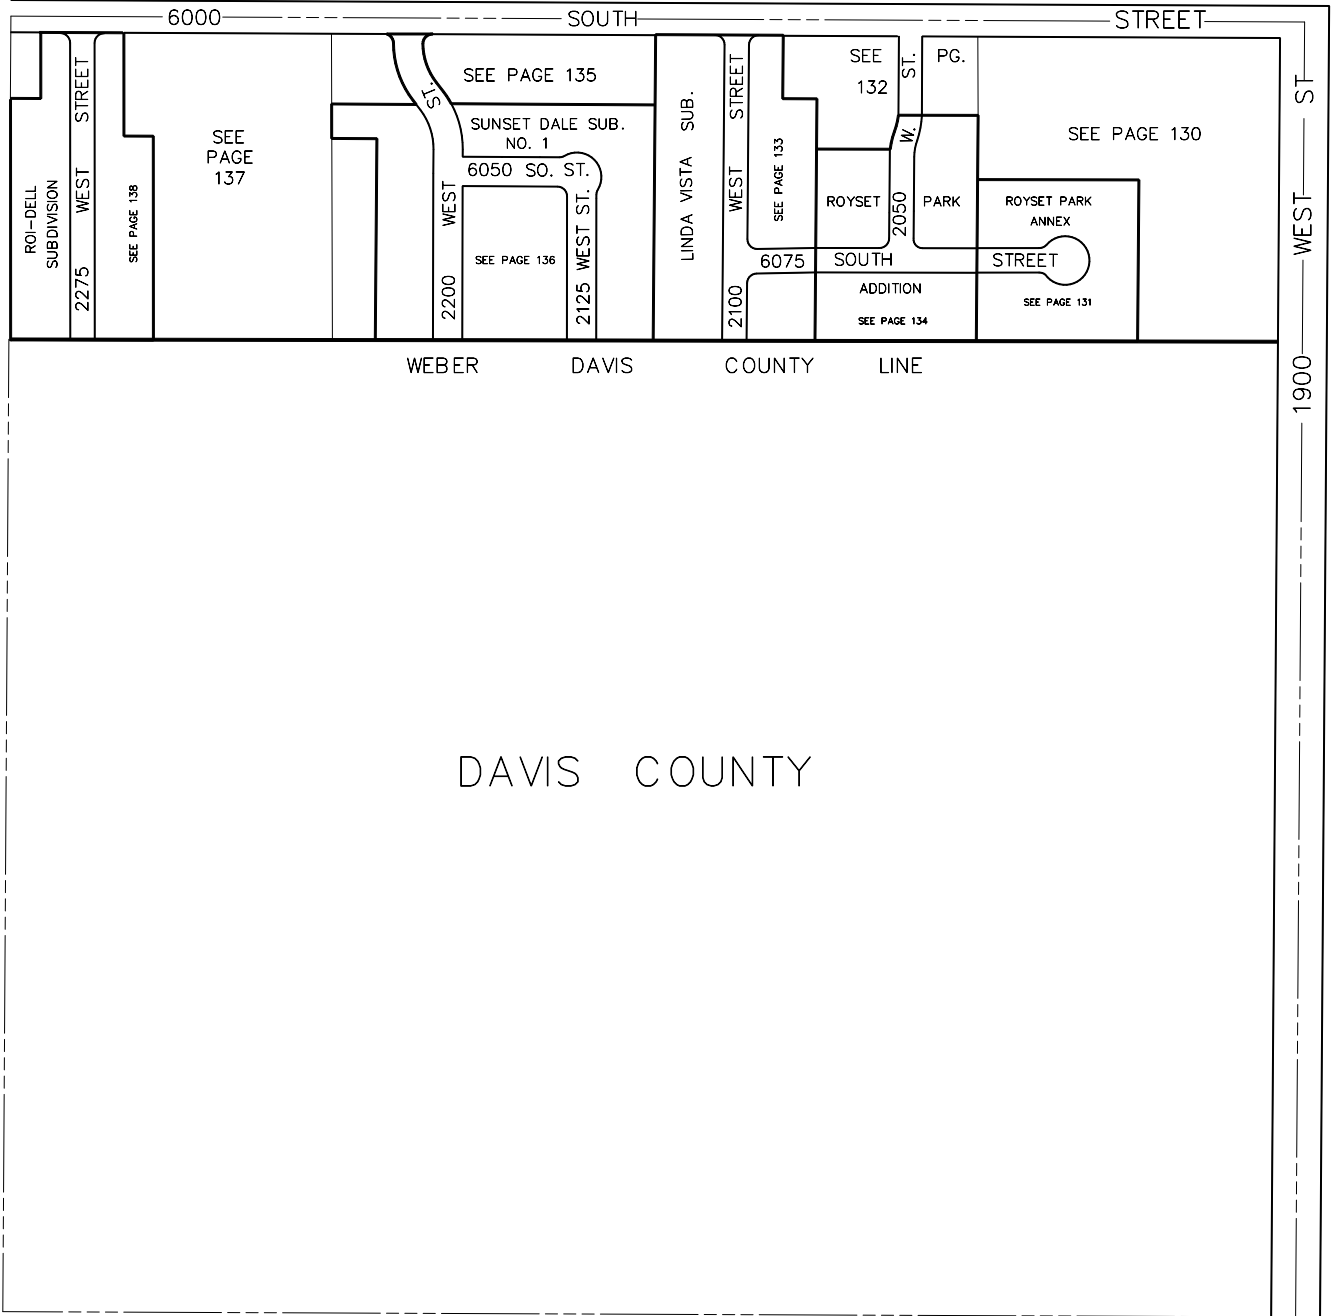 6000 SOUTH STREET
ROI-DELL
SUBDIVISION
2275 WEST STREET
SEE PAGE 138
SEE
PAGE
137
SEE PAGE 135
2200 WEST ST.
SUNSET DALE SUB.
NO. 1
6050 SO. ST.
SEE PAGE 136
2125 WEST ST.
LINDA VISTA SUB.
2100 WEST STREET
SEE PAGE 133
SEE PG.
132
2050 W. ST.
ROYSET PARK
6075 SOUTH STREET
ADDITION
SEE PAGE 134
SEE PAGE 130
ROYSET PARK
ANNEX
SEE PAGE 131
1900 WEST ST
WEBER DAVIS COUNTY LINE
DAVIS COUNTY